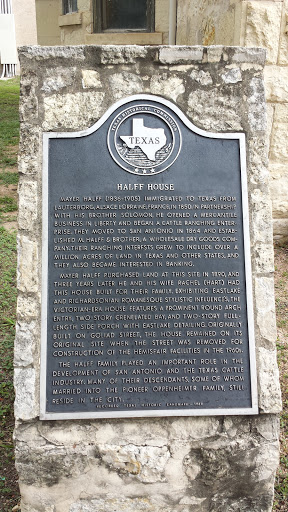 TEXAS HISTORICAL COMMISSION
TEXAS
HALFF HOUSE
MAYER HALFF (1836-1905) IMMIGRATED TO TEXAS FROM
LAUTERBOURG, ALSACE-LORRAINE, FRANCE, IN 1850. IN PARTNERSHIP
WITH HIS BROTHER, SOLOMON, HE OPENED A MERCANTILE
BUSINESS IN LIBERTY AND BEGAN A CATTLE RANCHING ENTER-
PRISE. THEY MOVED TO SAN ANTONIO IN 1864 AND ESTAB-
LISHED M. HALFF & BROTHER, A WHOLESALE DRY GOODS COM-
PANY. THEIR RANCHING INTERESTS GREW TO INCLUDE OVER A
MILLION ACRES OF LAND IN TEXAS AND OTHER STATES, AND
THEY ALSO BECAME INTERESTED IN BANKING.
MAYER HALFF PURCHASED LAND AT THIS SITE IN 1890, AND
THREE YEARS LATER HE AND HIS WIFE RACHEL (HART) HAD
THIS HOUSE BUILT FOR THEIR FAMILY. EXHIBITING EASTLAKE
AND RICHARDSONIAN ROMANESQUE STYLISTIC INFLUENCES, THE
VICTORIAN-ERA HOUSE FEATURES A PROMINENT ROUND ARCH
ENTRY, TWO-STORY CRENELATED BAY, AND TWO-STORY FULL-
LENGTH SIDE PORCH WITH EASTLAKE DETAILING. ORIGINALLY
BUILT ON GOLIAD STREET, THE HOUSE REMAINED ON ITS
ORIGINAL SITE WHEN THE STREET WAS REMOVED FOR
CONSTRUCTION OF THE HEMISFAIR FACILITIES IN THE 1960s.
THE HALFF FAMILY PLAYED AN IMPORTANT ROLE IN THE
DEVELOPMENT OF SAN ANTONIO AND THE TEXAS CATTLE
INDUSTRY. MANY OF THEIR DESCENDANTS, SOME OF WHOM
MARRIED INTO THE PIONEER OPPENHEIMER FAMILY, STILL
RESIDE IN THE CITY.
RECORDED TEXAS HISTORIC LANDMARK